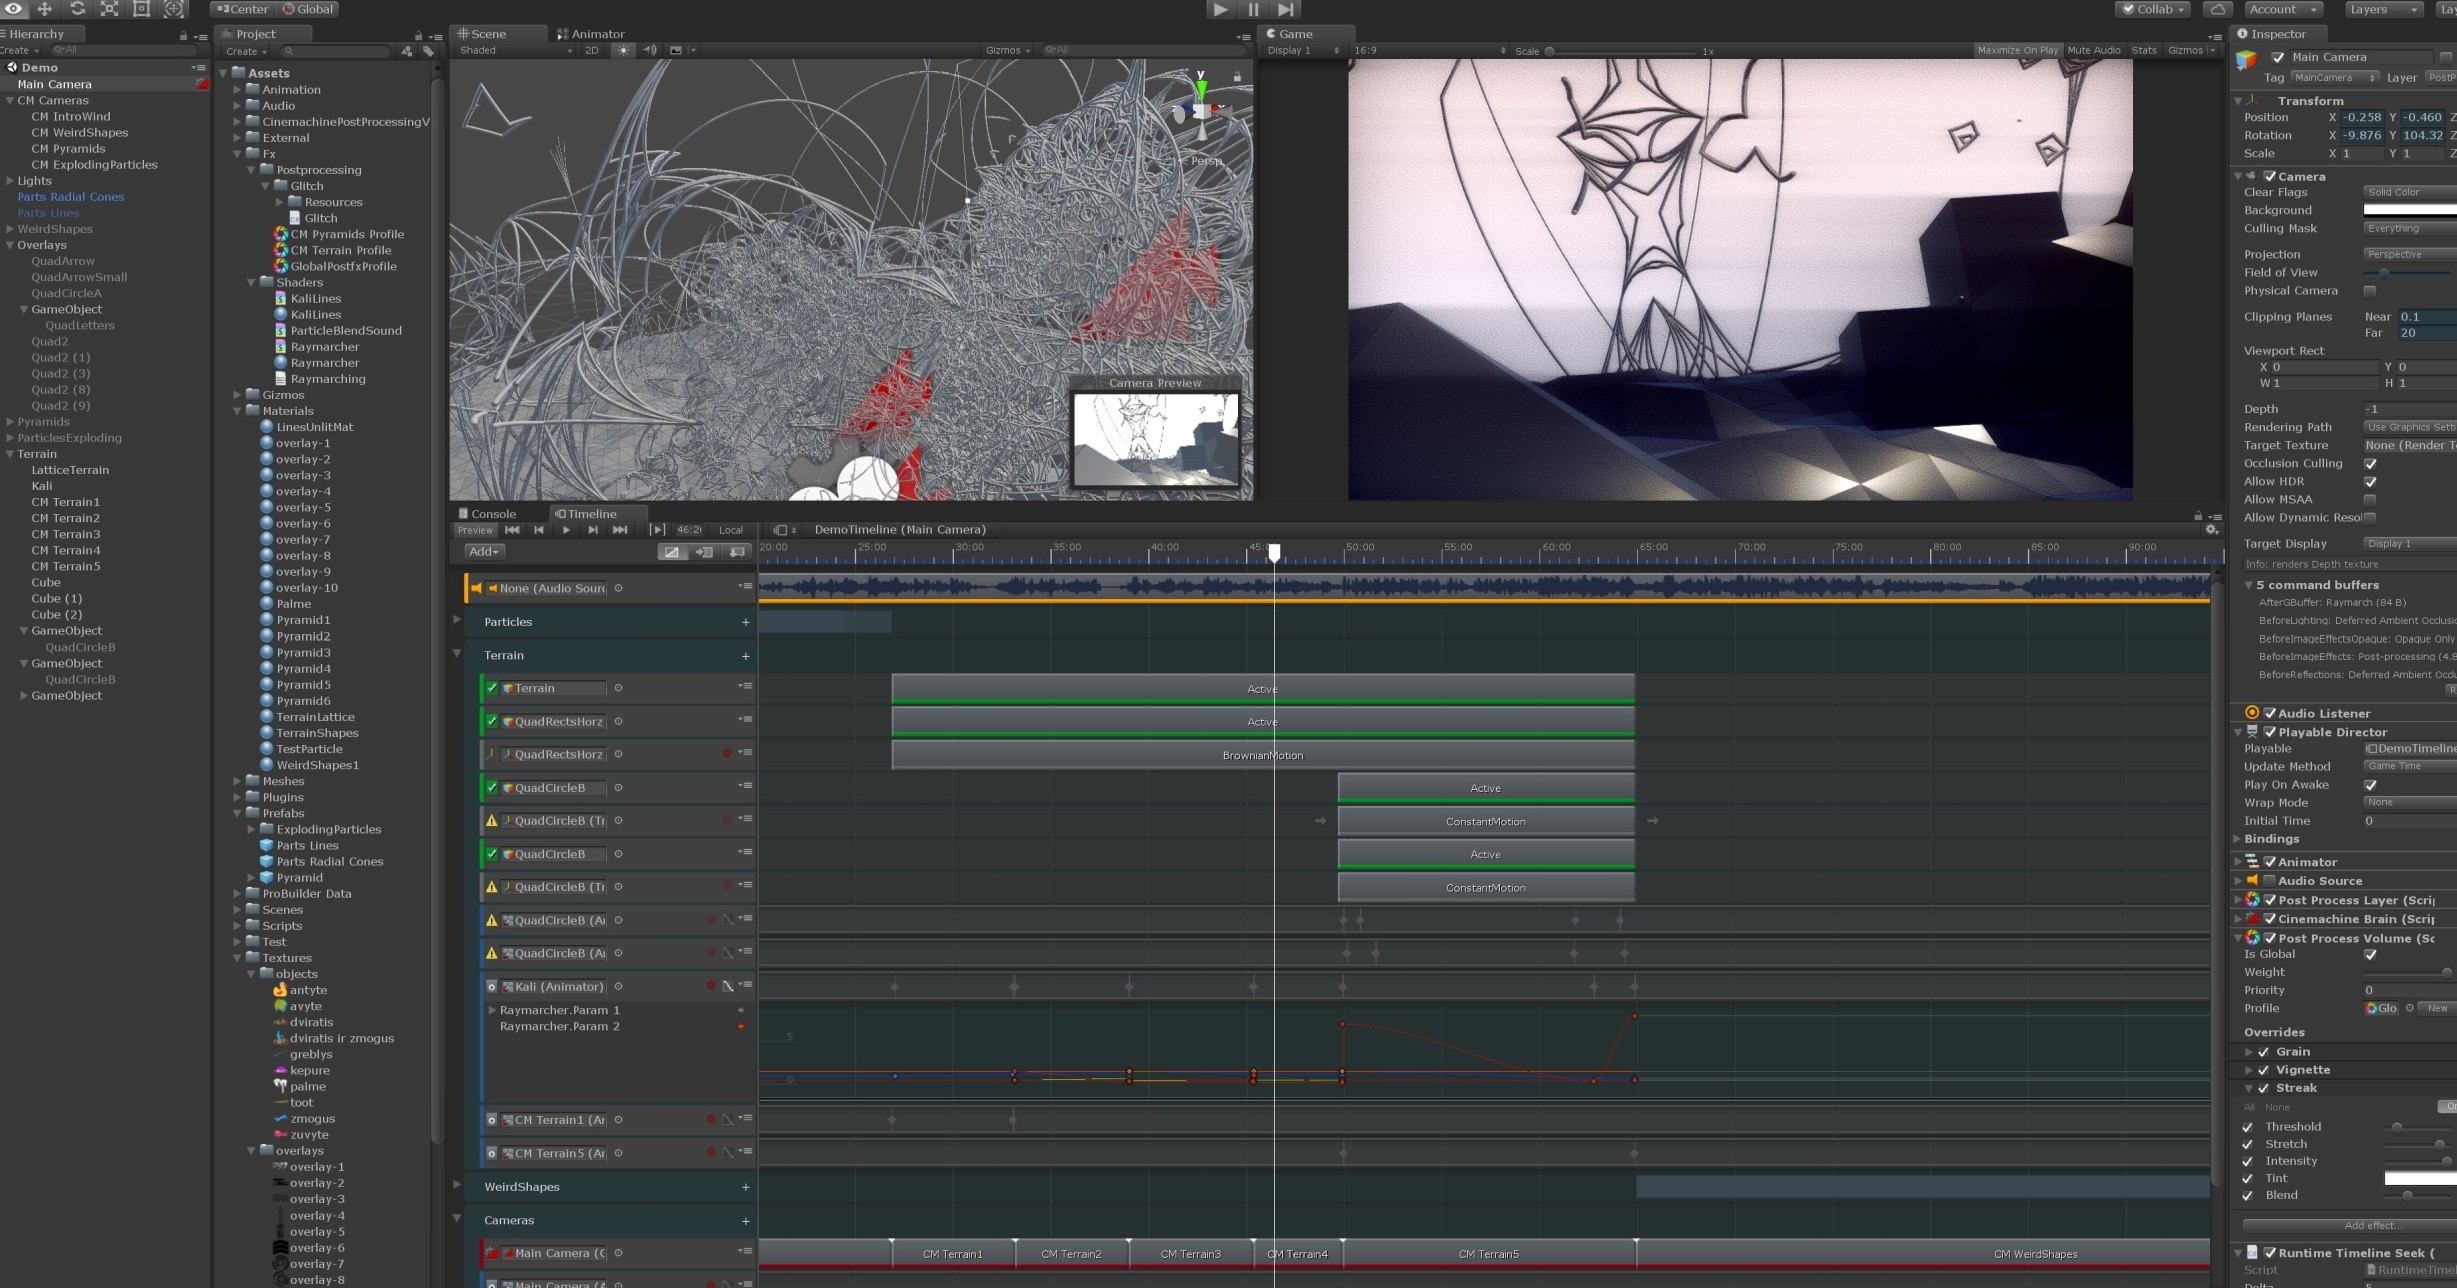 Center Global
Collab Account Layers
Hierarchy
Create All
Demo
Main Camera
CM Cameras
CM IntroWind
CM WeirdShapes
CM Pyramids
CM ExplodingParticles
Lights
Parts Radial Cones
Parts Lines
WeirdShapes
Overlays
QuadArrow
QuadArrowSmall
QuadCircleA
GameObject
QuadLetters
Quad2
Quad2 (1)
Quad2 (3)
Quad2 (8)
Quad2 (9)
Pyramids
ParticlesExploding
Terrain
LatticeTerrain
Kali
CM Terrain1
CM Terrain2
CM Terrain3
CM Terrain4
CM Terrain5
Cube
Cube (1)
Cube (2)
GameObject
QuadCircleB
GameObject
QuadCircleB
GameObject
Project
Create
Assets
Animation
Audio
CinemachinePostProcessingV
External
Fx
Postprocessing
Glitch
Resources
Glitch
CM Pyramids Profile
CM Terrain Profile
GlobalPostfxProfile
Shaders
KaliLines
KaliLines
ParticleBlendSound
Raymarcher
Raymarcher
Raymarching
Gizmos
Materials
LinesUnlitMat
overlay-1
overlay-2
overlay-3
overlay-4
overlay-5
overlay-6
overlay-7
overlay-8
overlay-9
overlay-10
Palme
Pyramid1
Pyramid2
Pyramid3
Pyramid4
Pyramid5
Pyramid6
TerrainLattice
TerrainShapes
TestParticle
WeirdShapes1
Meshes
Plugins
Prefabs
ExplodingParticles
Parts Lines
Parts Radial Cones
Pyramid
ProBuilder Data
Scenes
Scripts
Test
Textures
objects
antyte
avyte
dviratis
dviratis ir zmogus
greblys
kepure
palme
toot
zmogus
zuvyte
overlays
overlay-1
overlay-2
overlay-3
overlay-4
overlay-5
overlay-6
overlay-7
overlay-8
Scene Animator
Shaded 2D Gizmos All
y
Persp
Camera Preview
Game
Display 1 16:9 Scale 1x Maximize On Play Mute Audio Stats Gizmos
Console Timeline
Preview 46:2 Local DemoTimeline (Main Camera)
Add
20:00 25:00 30:00 35:00 40:00 45:00 50:00 55:00 60:00 65:00 70:00 75:00 80:00 85:00 90:00
None (Audio Sour
Particles
Terrain
Terrain Active
QuadRectsHorz Active
QuadRectsHorz BrownianMotion
QuadCircleB Active
QuadCircleB (Tr ConstantMotion
QuadCircleB Active
QuadCircleB (Tr ConstantMotion
QuadCircleB (Ar
QuadCircleB (Ar
Kali (Animator)
Raymarcher.Param 1
Raymarcher.Param 2
5
0
CM Terrain1 (Ar
CM Terrain5 (Ar
WeirdShapes
Cameras
Main Camera (C CM Terrain1 CM Terrain2 CM Terrain3 CM Terrain4 CM Terrain5 CM WeirdShapes
Main Camera (Ar
Inspector
Main Camera
Tag MainCamera Layer PostP
Transform
Position X -0.258 Y -0.460 Z
Rotation X -9.876 Y 104.32 Z
Scale X 1 Y 1 Z
Camera
Clear Flags Solid Color
Background
Culling Mask Everything
Projection Perspective
Field of View
Physical Camera
Clipping Planes Near 0.1
Far 20
Viewport Rect
X 0 Y 0
W 1 H 1
Depth -1
Rendering Path Use Graphics Setti
Target Texture None (Render Te
Occlusion Culling
Allow HDR
Allow MSAA
Allow Dynamic Resol
Target Display Display 1
Info: renders Depth texture
5 command buffers
AfterGBuffer: Raymarch (84 B)
BeforeLighting: Deferred Ambient Occlusio
BeforeImageEffectsOpaque: Opaque Only
BeforeImageEffects: Post-processing (4.8
BeforeReflections: Deferred Ambient Occlu
Audio Listener
Playable Director
Playable DemoTimeline
Update Method Game Time
Play On Awake
Wrap Mode None
Initial Time 0
Bindings
Animator
Audio Source
Post Process Layer (Scrip
Cinemachine Brain (Scrip
Post Process Volume (Sc
Is Global
Weight
Priority 0
Profile Glo New
Overrides
Grain
Vignette
Streak
All None On
Threshold
Stretch
Intensity
Tint
Blend
Add effect...
Runtime Timeline Seek (
Script RuntimeTime
Delta 5